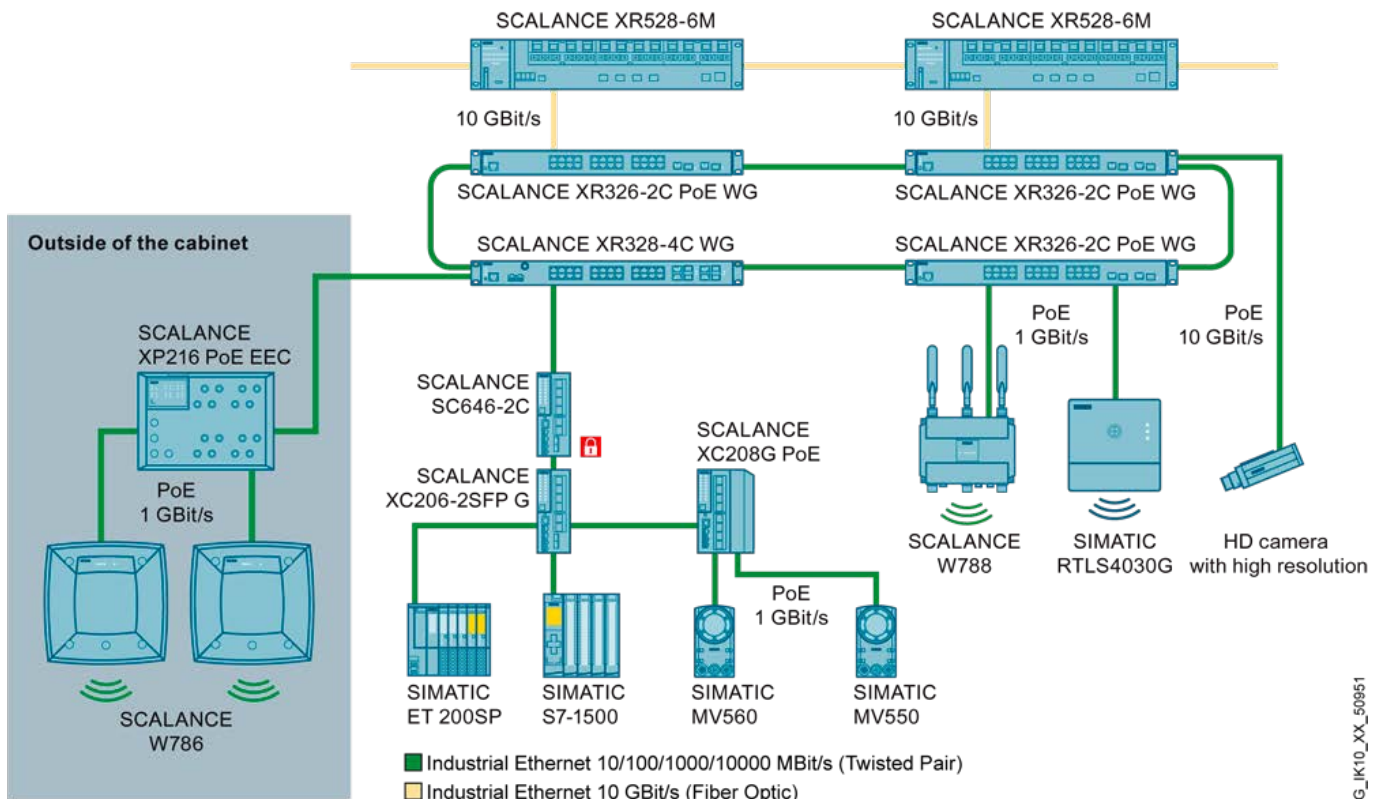 SCALANCE XR528-6M
SCALANCE XR528-6M
10 GBit/s
10 GBit/s
SCALANCE XR326-2C PoE WG
SCALANCE XR326-2C PoE WG
Outside of the cabinet
SCALANCE XR328-4C WG
SCALANCE XR326-2C PoE WG
SCALANCE
XP216 PoE EEC
PoE
1 GBit/s
PoE
10 GBit/s
SCALANCE
SC646-2C
SCALANCE
XC208G PoE
SCALANCE
XC206-2SFP G
PoE
1 GBit/s
SCALANCE
W788
SIMATIC
RTLS4030G
HD camera
with high resolution
PoE
1 GBit/s
SIMATIC
ET 200SP
SIMATIC
S7-1500
SIMATIC
MV560
SIMATIC
MV550
SCALANCE
W786
Industrial Ethernet 10/100/1000/10000 MBit/s (Twisted Pair)
Industrial Ethernet 10 GBit/s (Fiber Optic)
G_IK10_XX_50951